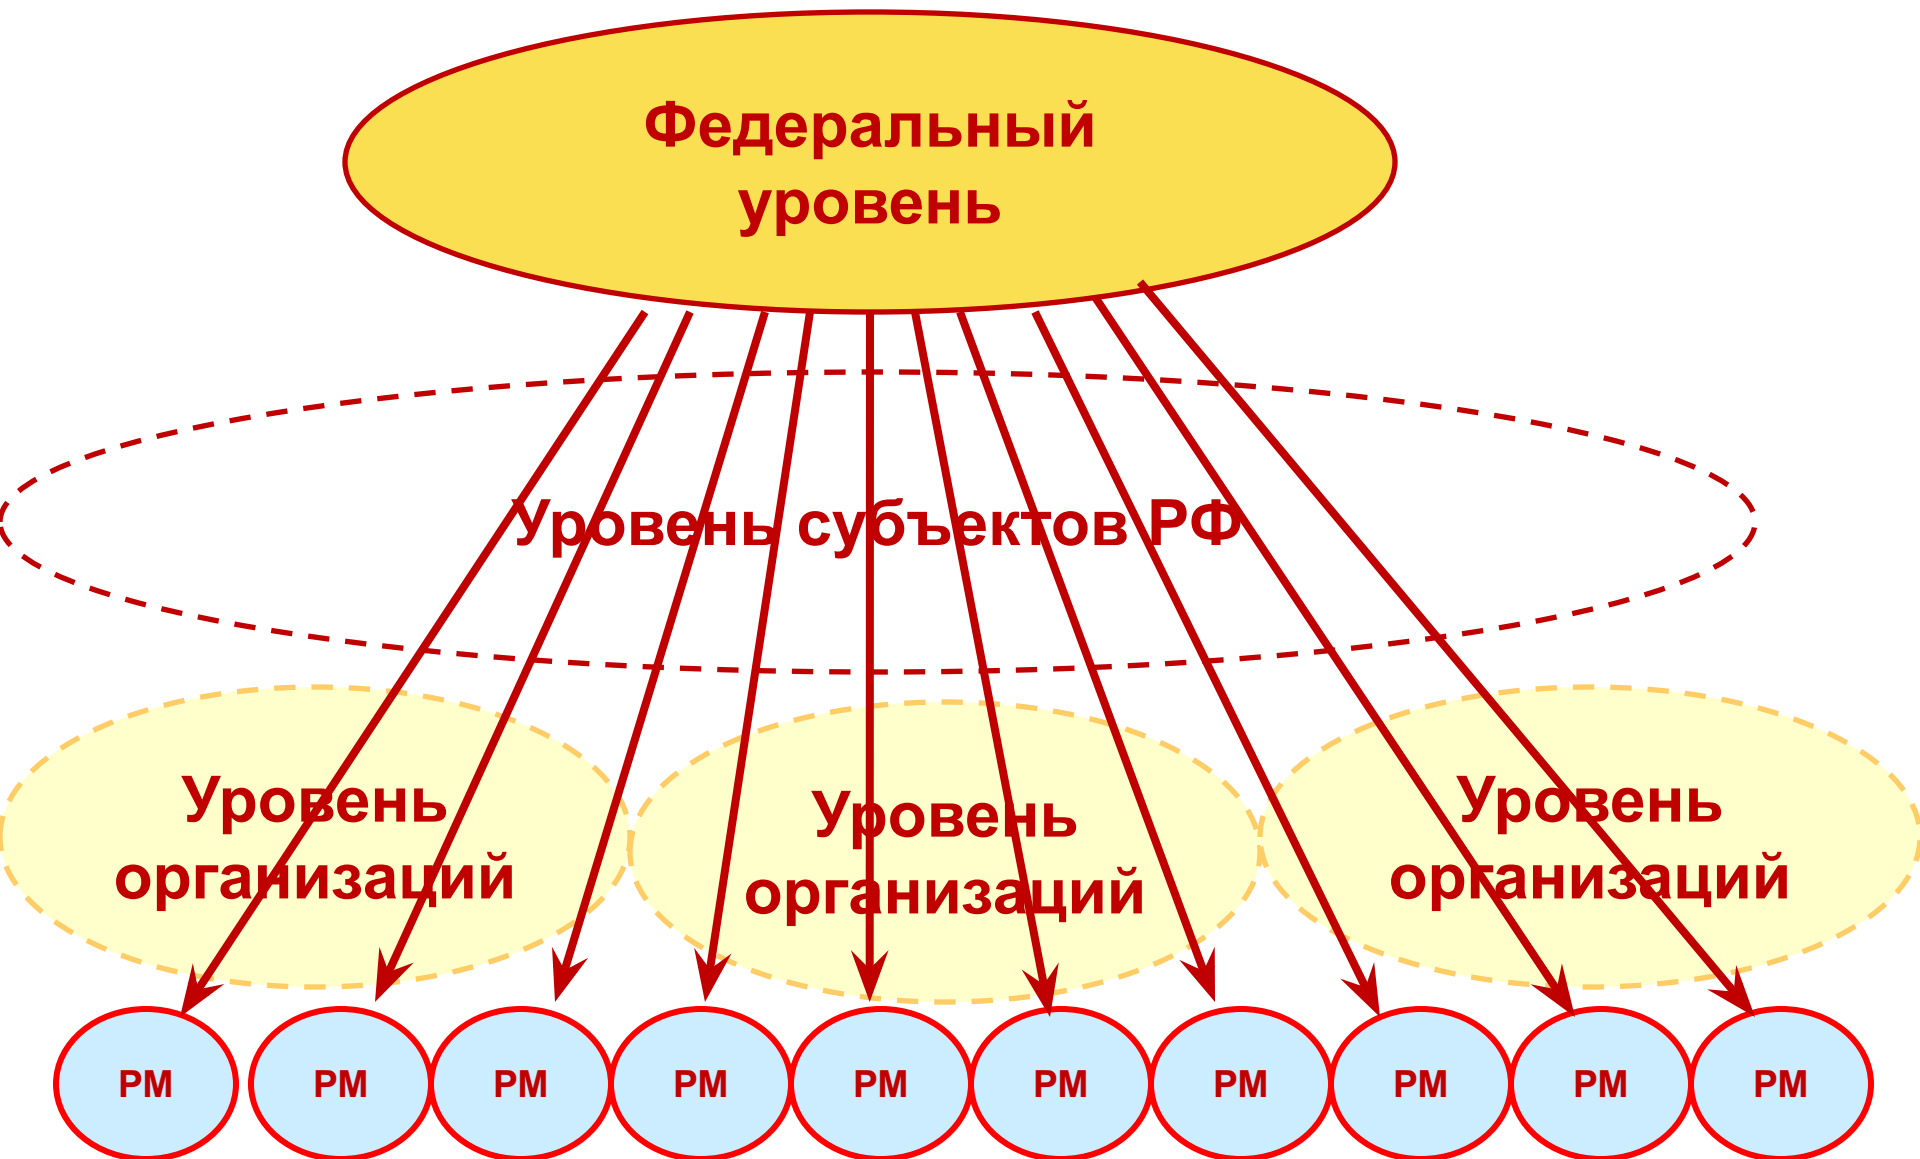 Федеральный
уровень
Уровень субъектов РФ
Уровень
организаций
Уровень
организаций
Уровень
организаций
РМ
РМ
РМ
РМ
РМ
РМ
РМ
РМ
РМ
РМ